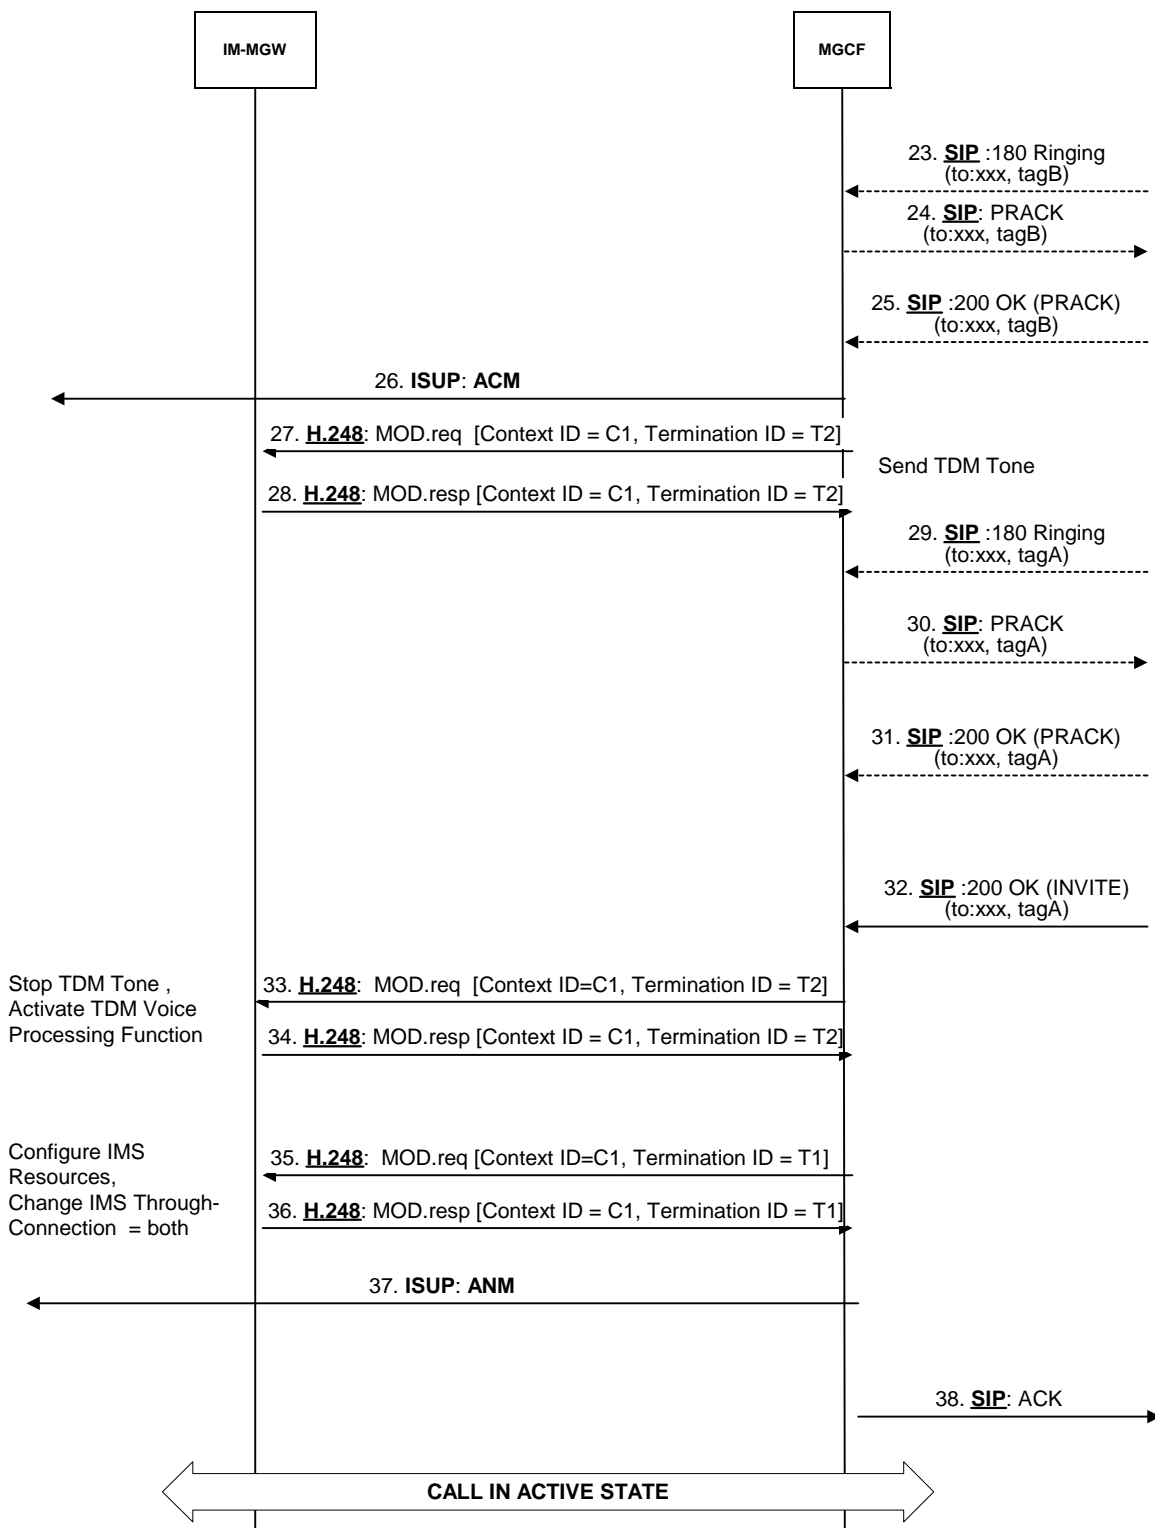 IM-MGW
MGCF
23. SIP :180 Ringing
(to:xxx, tagB)
24. SIP: PRACK
(to:xxx, tagB)
25. SIP :200 OK (PRACK)
(to:xxx, tagB)
26. ISUP: ACM
27. H.248: MOD.req [Context ID = C1, Termination ID = T2]
Send TDM Tone
28. H.248: MOD.resp [Context ID = C1, Termination ID = T2]
29. SIP :180 Ringing
(to:xxx, tagA)
30. SIP: PRACK
(to:xxx, tagA)
31. SIP :200 OK (PRACK)
(to:xxx, tagA)
32. SIP :200 OK (INVITE)
(to:xxx, tagA)
Stop TDM Tone ,
Activate TDM Voice
Processing Function
33. H.248: MOD.req [Context ID=C1, Termination ID = T2]
34. H.248: MOD.resp [Context ID = C1, Termination ID = T2]
Configure IMS
Resources,
Change IMS Through-
Connection = both
35. H.248: MOD.req [Context ID=C1, Termination ID = T1]
36. H.248: MOD.resp [Context ID = C1, Termination ID = T1]
37. ISUP: ANM
38. SIP: ACK
CALL IN ACTIVE STATE